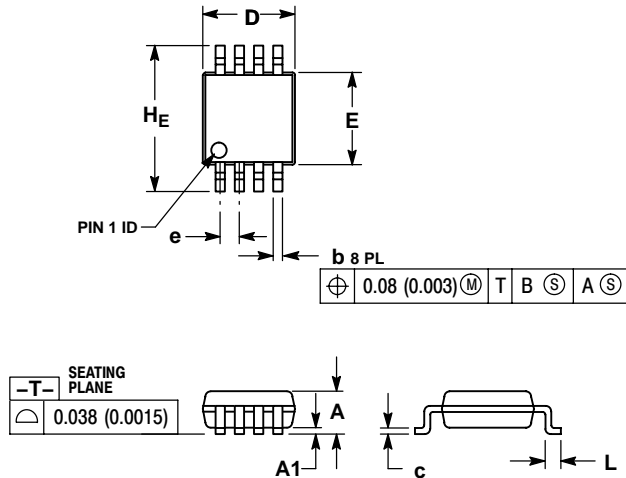 D
H_E
E
PIN 1 ID
e
b 8 PL
⌖ 0.08 (0.003) Ⓜ T B Ⓢ A Ⓢ
SEATING
–T– PLANE
⌓ 0.038 (0.0015)
A
A1
c
L